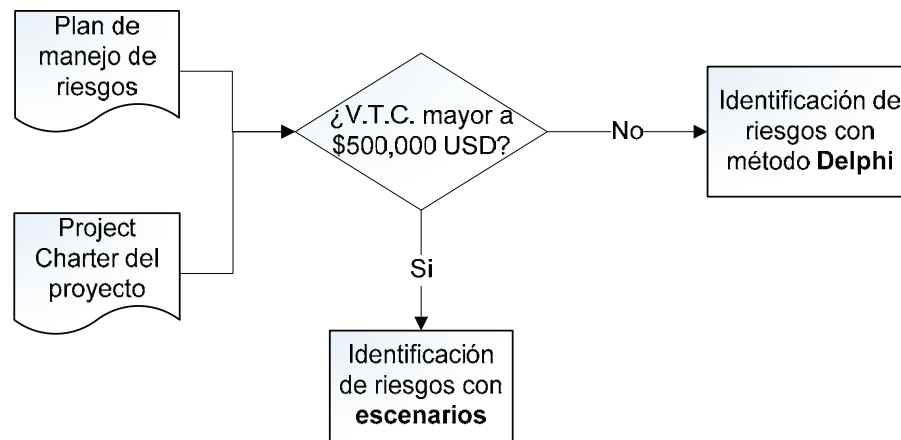 Plan de
manejo de
riesgos
Project
Charter del
proyecto
¿V.T.C. mayor a
$500,000 USD?
No
Identificación de
riesgos con
método Delphi
Si
Identificación
de riesgos con
escenarios